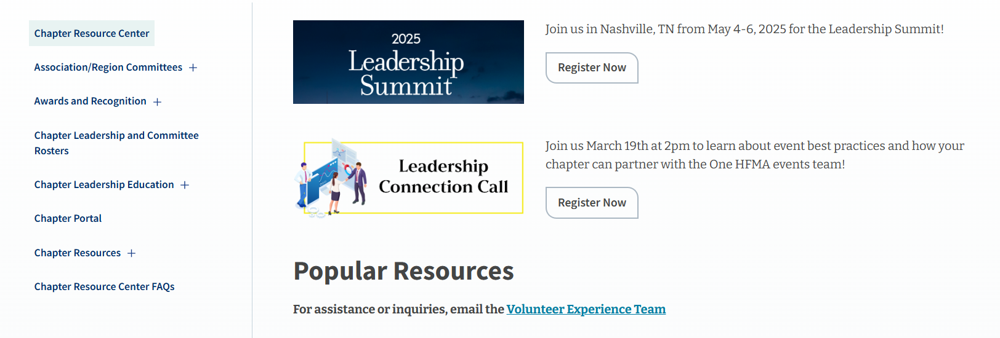 Chapter Resource Center
Association/Region Committees +
Awards and Recognition +
Chapter Leadership and Committee
Rosters
Chapter Leadership Education +
Chapter Portal
Chapter Resources +
Chapter Resource Center FAQs
2025
Leadership
Summit
Join us in Nashville, TN from May 4-6, 2025 for the Leadership Summit!
Register Now
Leadership
Connection Call
Join us March 19th at 2pm to learn about event best practices and how your
chapter can partner with the One HFMA events team!
Register Now
Popular Resources
For assistance or inquiries, email the Volunteer Experience Team